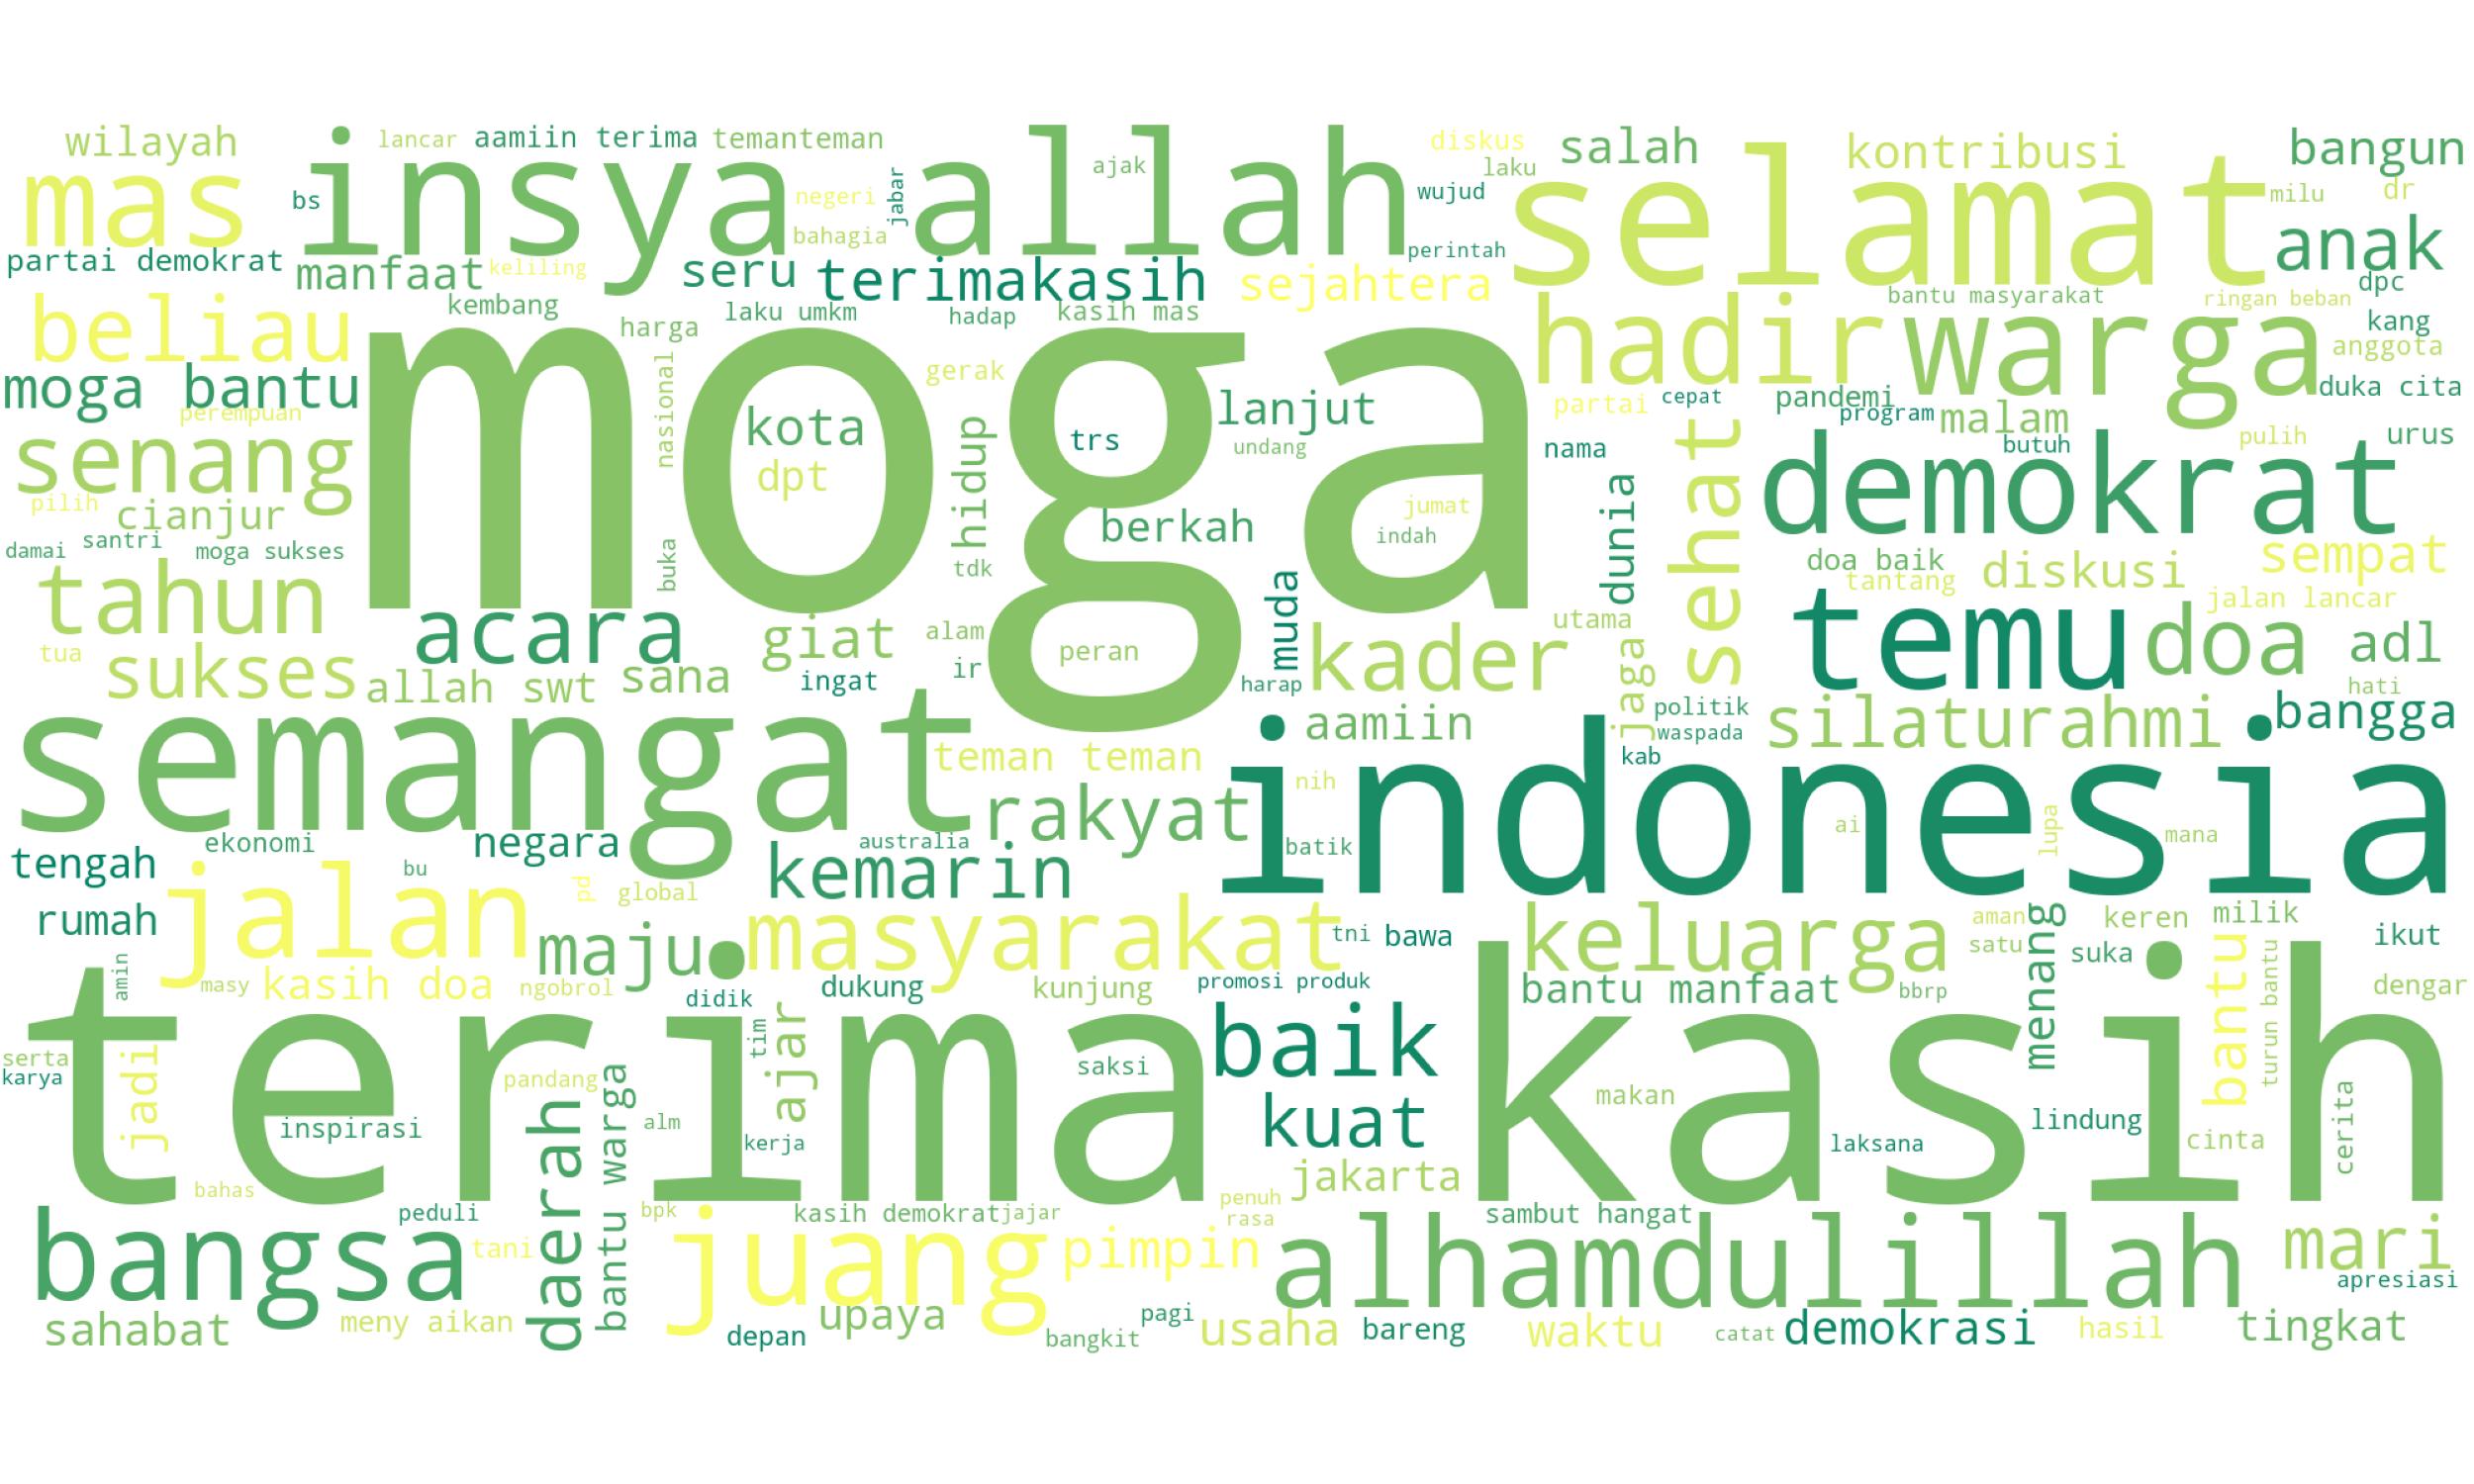 wilayah
lancar
aamiin terima
temanteman
diskus
salah
kontribusi
bangun
mas
bs
insya allah
negeri
jabar
ajak
laku
wujud
selamat
milu
dr
bahagia
perintah
anak
partai demokrat
manfaat
keliling
seru
terimakasih
sejahtera
dpc
beliau
kembang
harga
laku umkm
hadap
kasih mas
hadir
bantu masyarakat
warga
ringan beban
kang
anggota
moga bantu
nasional
moga
gerak
lanjut
partai
cepat
pandemi
program
malam
duka cita
perempuan
kota
trs
undang
nama
butuh
pulih
urus
senang
dpt
hidup
sehat
demokrat
pilih
cianjur
berkah
jumat
indah
dunia
damai
santri
moga sukses
buka
tdk
doa baik
tantang
diskusi
sempat
tahun
acara
giat
alam
muda
utama
jalan lancar
temu
doa
adl
tua
sukses
allah swt
sana
ingat
ir
peran
harap
kader
jaga
hati
semangat
aamiin
politik
waspada
silaturahmi
bangga
teman teman
kab
indonesia
nih
rakyat
ekonomi
negara
australia
batik
ai
lupa
mana
tengah
bu
kemarin
jalan
pd
global
rumah
maju
masyarakat
tni
bawa
keluarga
aman
satu
menang
keren
milik
suka
ikut
amin
masy
kasih doa
ngobrol
didik
dukung
kunjung
promosi produk
bantu manfaat
bbrp
bantu
turun bantu
dengar
terima kasih
serta
karya
jadi
pandang
tim
ajar
saksi
baik
makan
inspirasi
alm
kerja
kuat
laksana
lindung
cinta
cerita
daerah
bantu warga
jakarta
bahas
peduli
bpk
kasih demokrat
jajar
penuh
rasa
sambut hangat
bangsa
tani
juang
pimpin
alhamdulillah
mari
apresiasi
sahabat
meny aikan
depan
upaya
bangkit
pagi
usaha
bareng
waktu
catat
demokrasi
hasil
tingkat